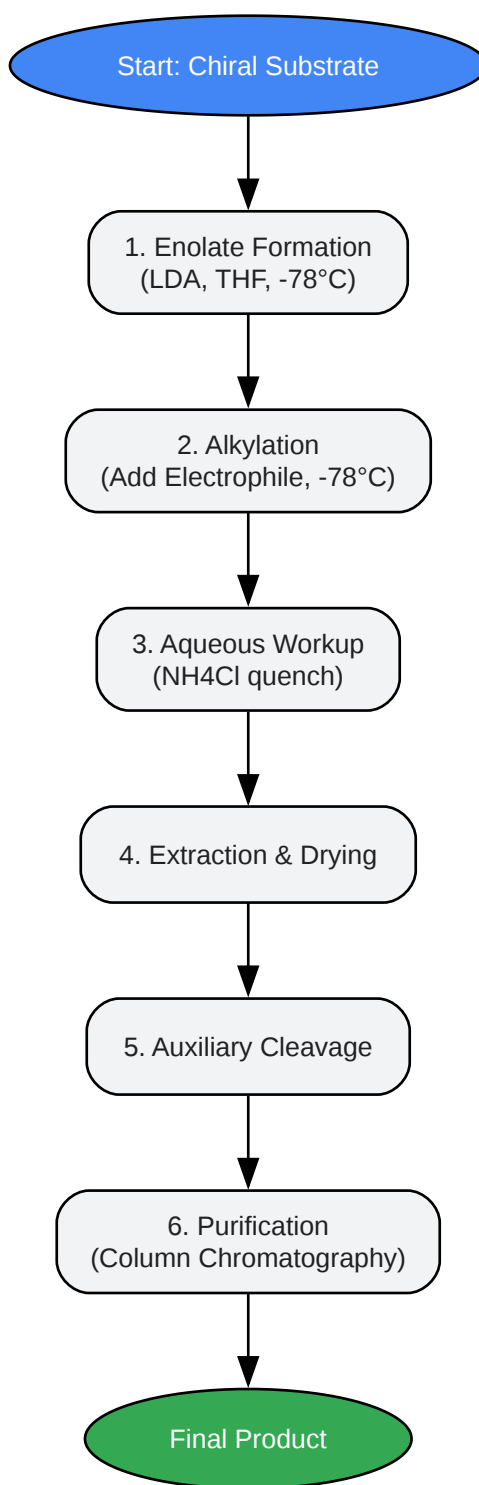 Start: Chiral Substrate
1. Enolate Formation
(LDA, THF, -78°C)
2. Alkylation
(Add Electrophile, -78°C)
3. Aqueous Workup
(NH4Cl quench)
4. Extraction & Drying
5. Auxiliary Cleavage
6. Purification
(Column Chromatography)
Final Product